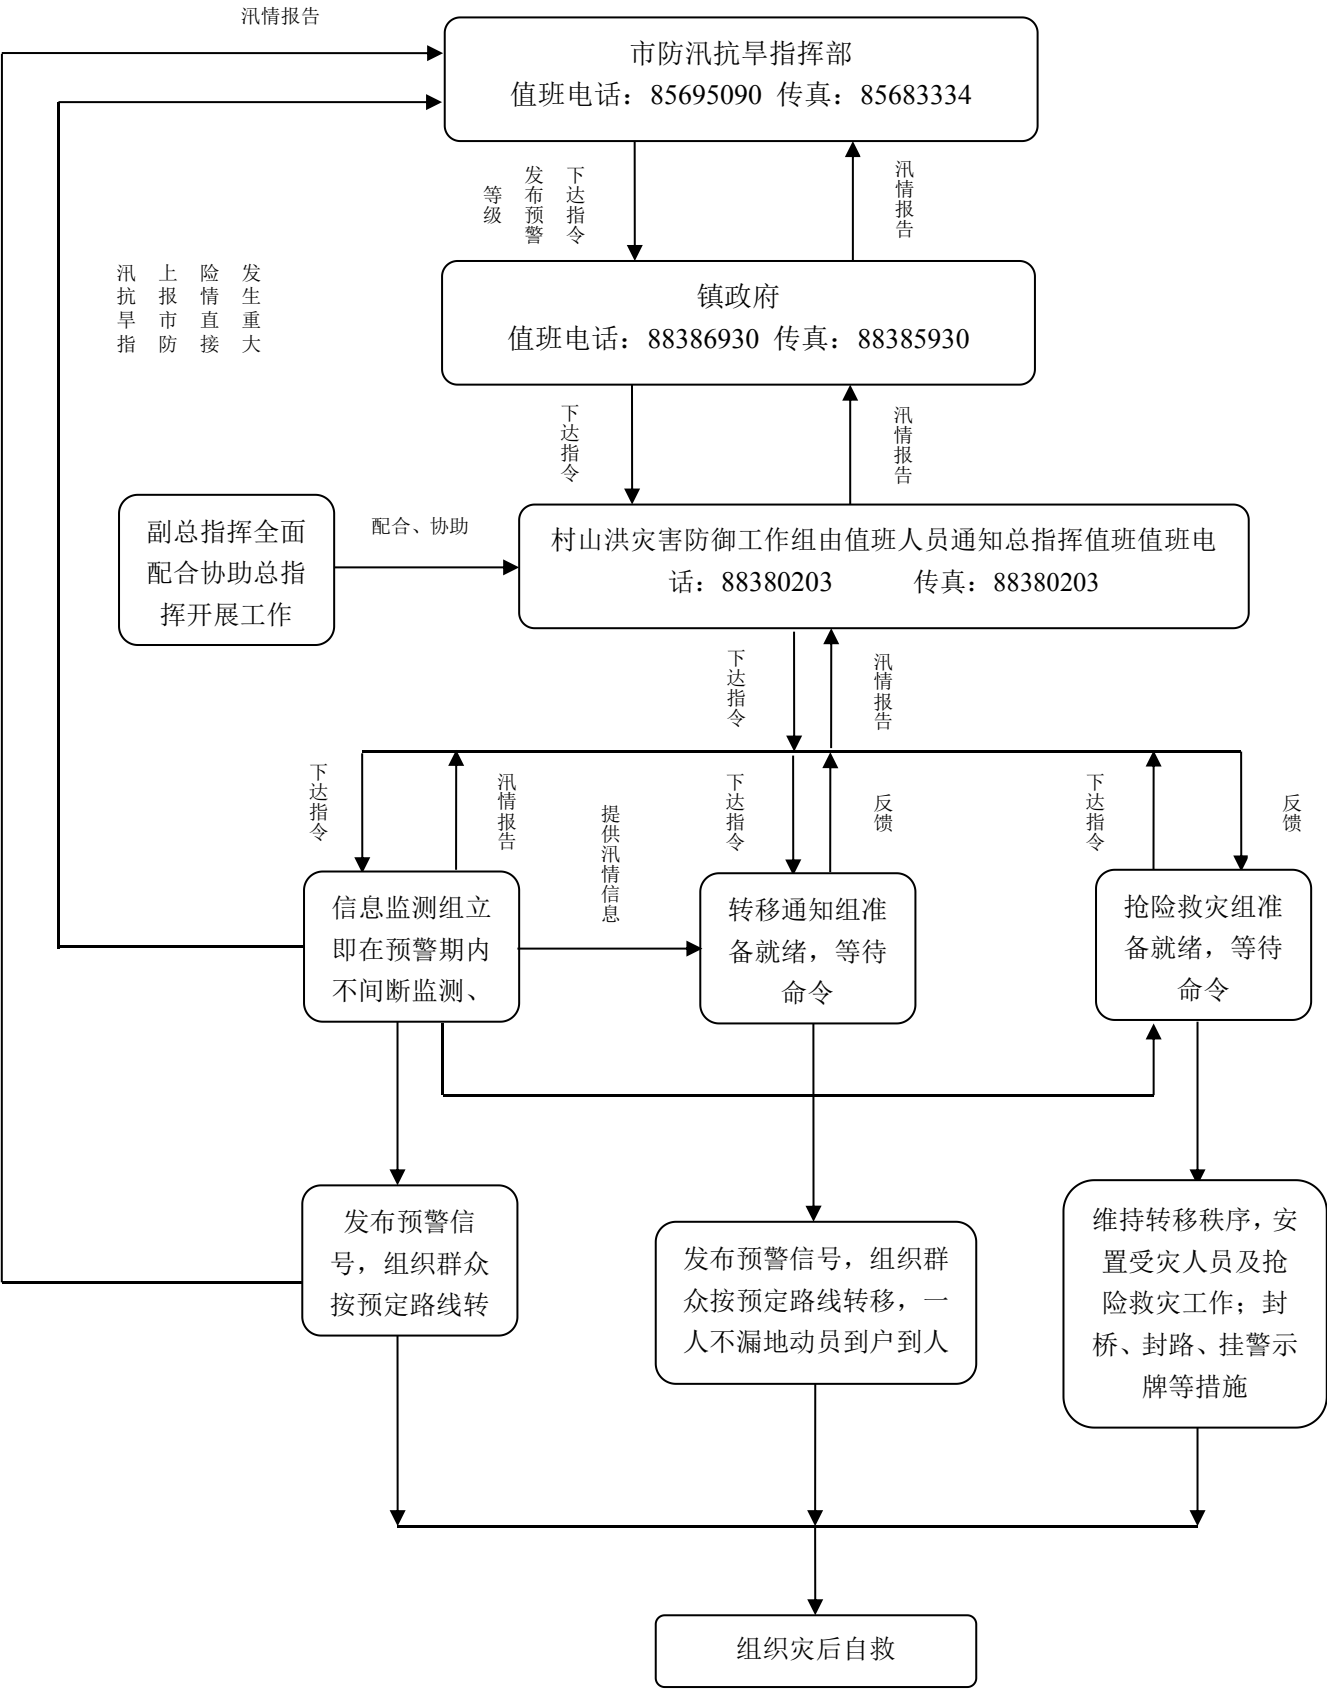 汛情报告
市防汛抗旱指挥部
值班电话：85695090 传真：85683334
下达指令
发布预警
等级
汛情报告
发生重大
险情直接
上报市防
汛抗旱指
镇政府
值班电话：88386930 传真：88385930
下达指令
汛情报告
副总指挥全面
配合协助总指
挥开展工作
配合、协助
村山洪灾害防御工作组由值班人员通知总指挥值班值班电
话：88380203 传真：88380203
下达指令
汛情报告
下达指令
汛情报告
提供汛情信息
下达指令
反馈
下达指令
反馈
信息监测组立
即在预警期内
不间断监测、
转移通知组准
备就绪，等待
命令
抢险救灾组准
备就绪，等待
命令
发布预警信
号，组织群众
按预定路线转
发布预警信号，组织群
众按预定路线转移，一
人不漏地动员到户到人
维持转移秩序，安
置受灾人员及抢
险救灾工作；封
桥、封路、挂警示
牌等措施
组织灾后自救